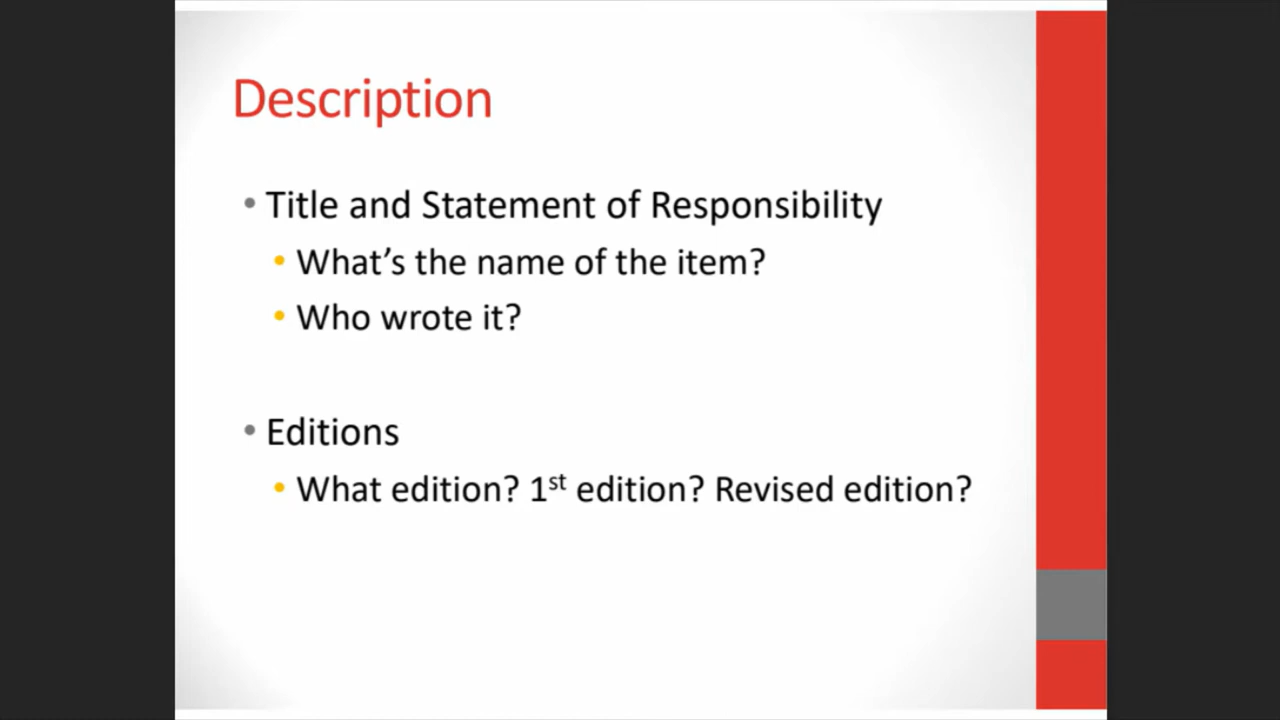 Description
• Title and Statement of Responsibility
• What’s the name of the item?
• Who wrote it?
• Editions
• What edition? 1st edition? Revised edition?